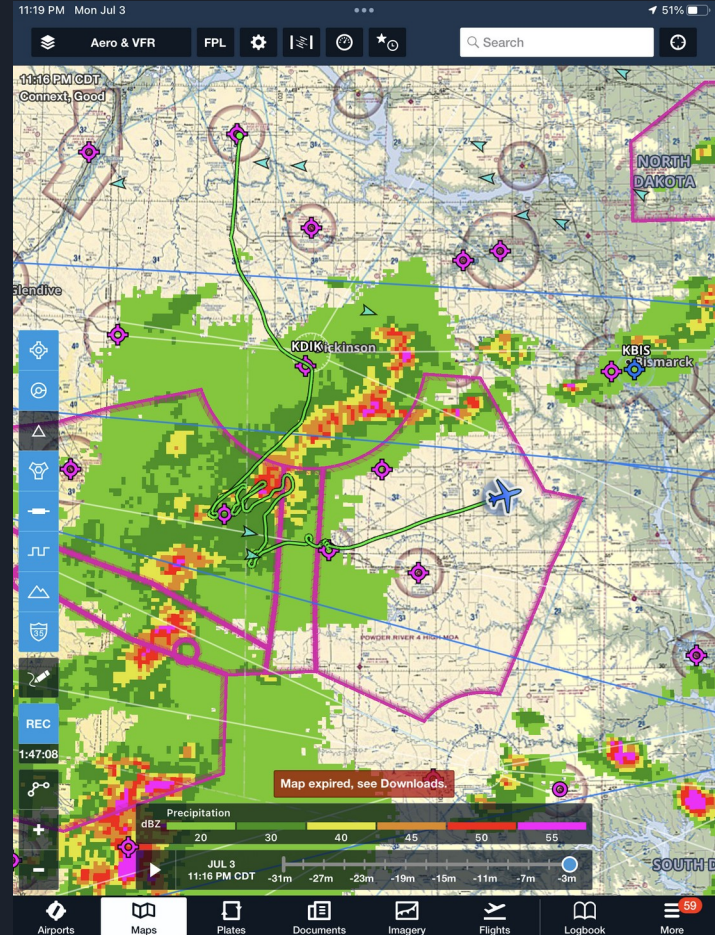 11:19 PM Mon Jul 3
51%
Aero & VFR
FPL
Search
11:16 PM CDT
Connext, Good
NORTH
DAKOTA
Glendive
KDIK
ickinson
KBIS
Bismarck
POWDER RIVER 4 HIGH MOA
35
REC
1:47:08
Map expired, see Downloads.
Precipitation
dBZ
20 30 40 45 50 55
JUL 3
11:16 PM CDT
-31m -27m -23m -19m -15m -11m -7m -3m
SOUTH D
Airports
Maps
Plates
Documents
Imagery
Flights
Logbook
More
59